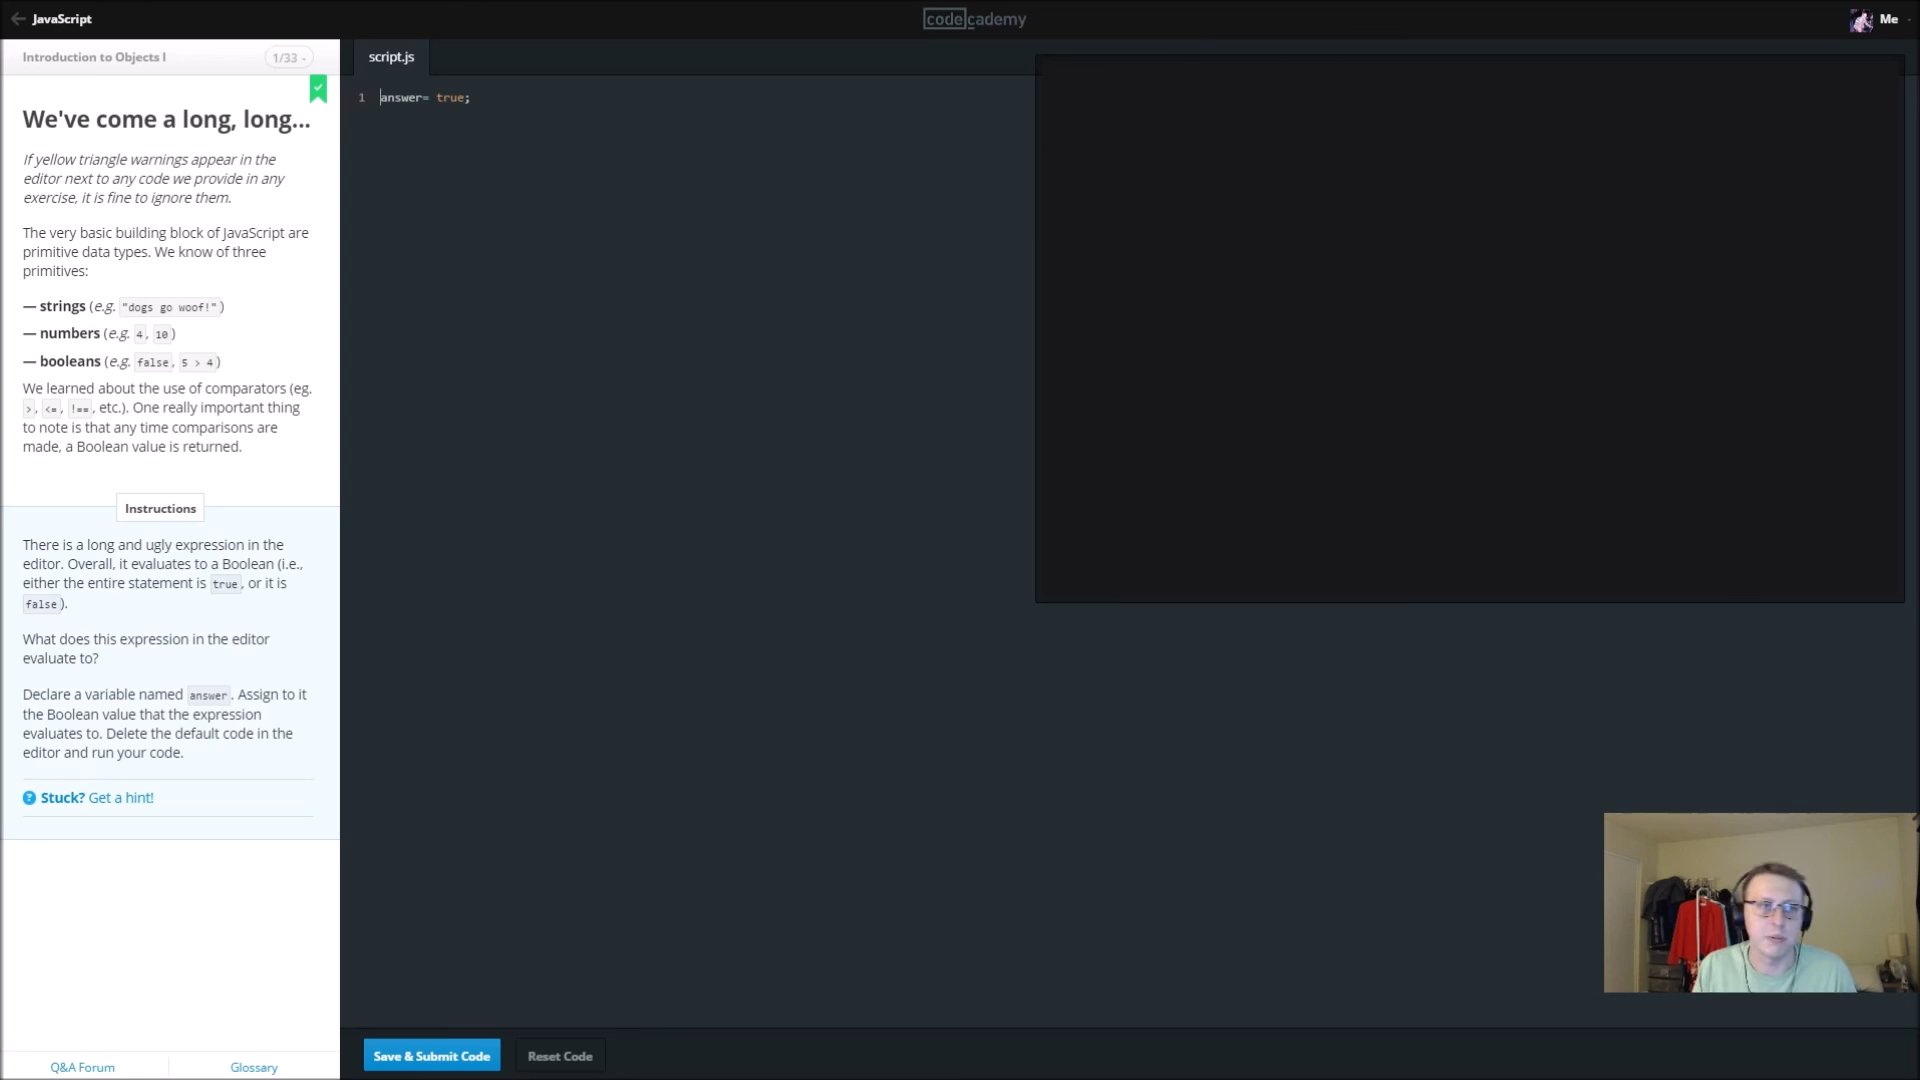 JavaScript
codecademy
Me
Introduction to Objects I
1/33
script.js
We've come a long, long...
1 answer= true;
If yellow triangle warnings appear in the
editor next to any code we provide in any
exercise, it is fine to ignore them.
The very basic building block of JavaScript are
primitive data types. We know of three
primitives:
— strings (e.g. "dogs go woof!")
— numbers (e.g. 4, 10)
— booleans (e.g. false, 5 > 4)
We learned about the use of comparators (eg.
>, <=, !==, etc.). One really important thing
to note is that any time comparisons are
made, a Boolean value is returned.
Instructions
There is a long and ugly expression in the
editor. Overall, it evaluates to a Boolean (i.e.,
either the entire statement is true, or it is
false).
What does this expression in the editor
evaluate to?
Declare a variable named answer. Assign to it
the Boolean value that the expression
evaluates to. Delete the default code in the
editor and run your code.
? Stuck? Get a hint!
Save & Submit Code
Reset Code
Q&A Forum
Glossary